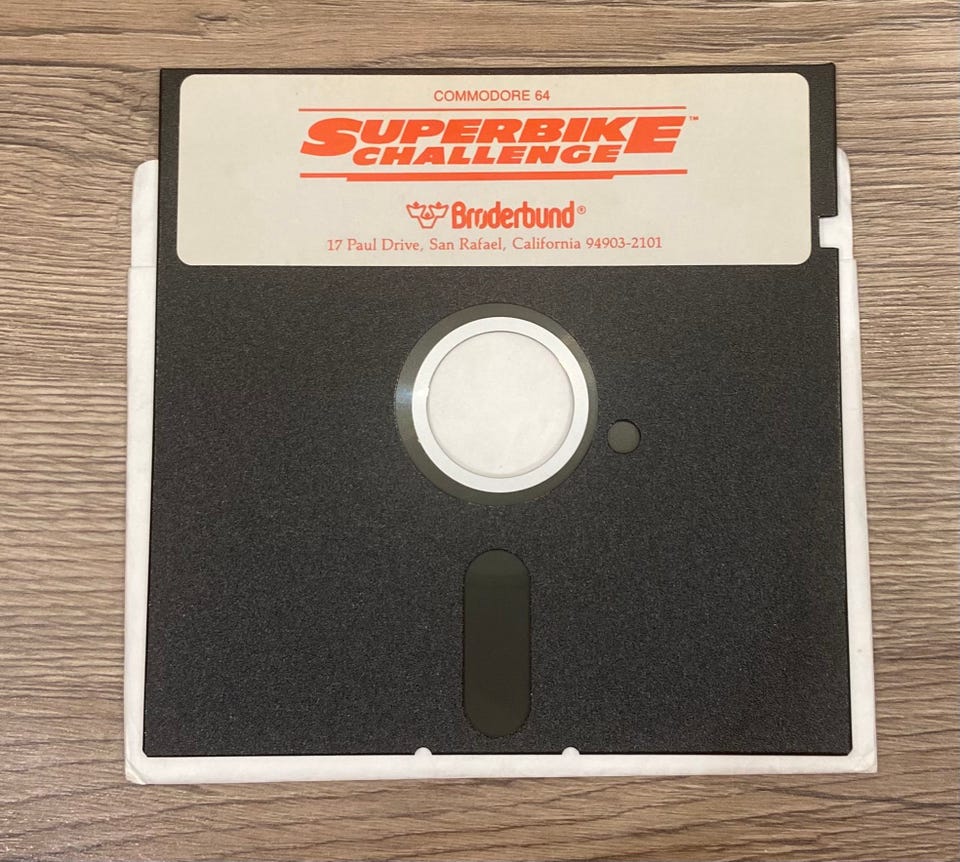 COMMODORE 64
SUPERBIKE™
CHALLENGE
Brøderbund®
17 Paul Drive, San Rafael, California 94903-2101